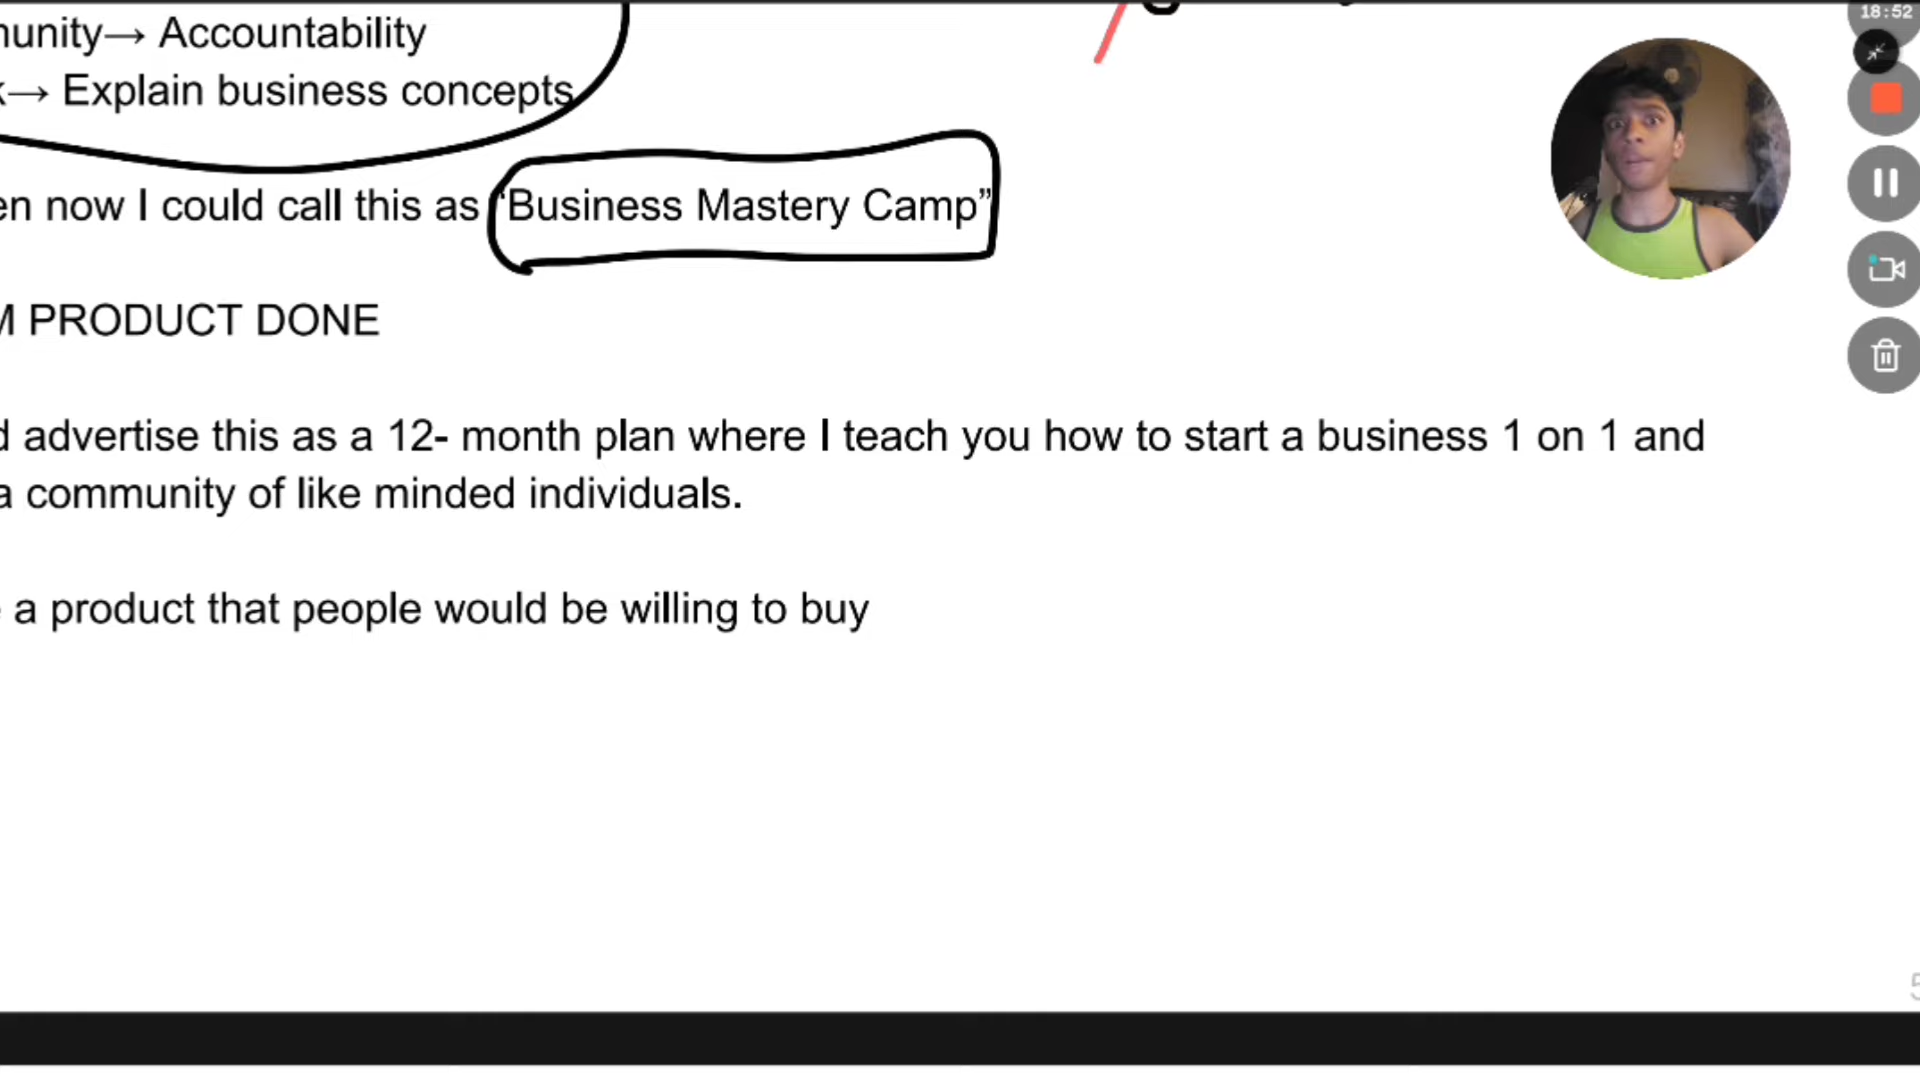 nunity→ Accountability
k→ Explain business concepts
18:52
en now I could call this as “Business Mastery Camp”
M PRODUCT DONE
d advertise this as a 12- month plan where I teach you how to start a business 1 on 1 and
a community of like minded individuals.
a product that people would be willing to buy
5